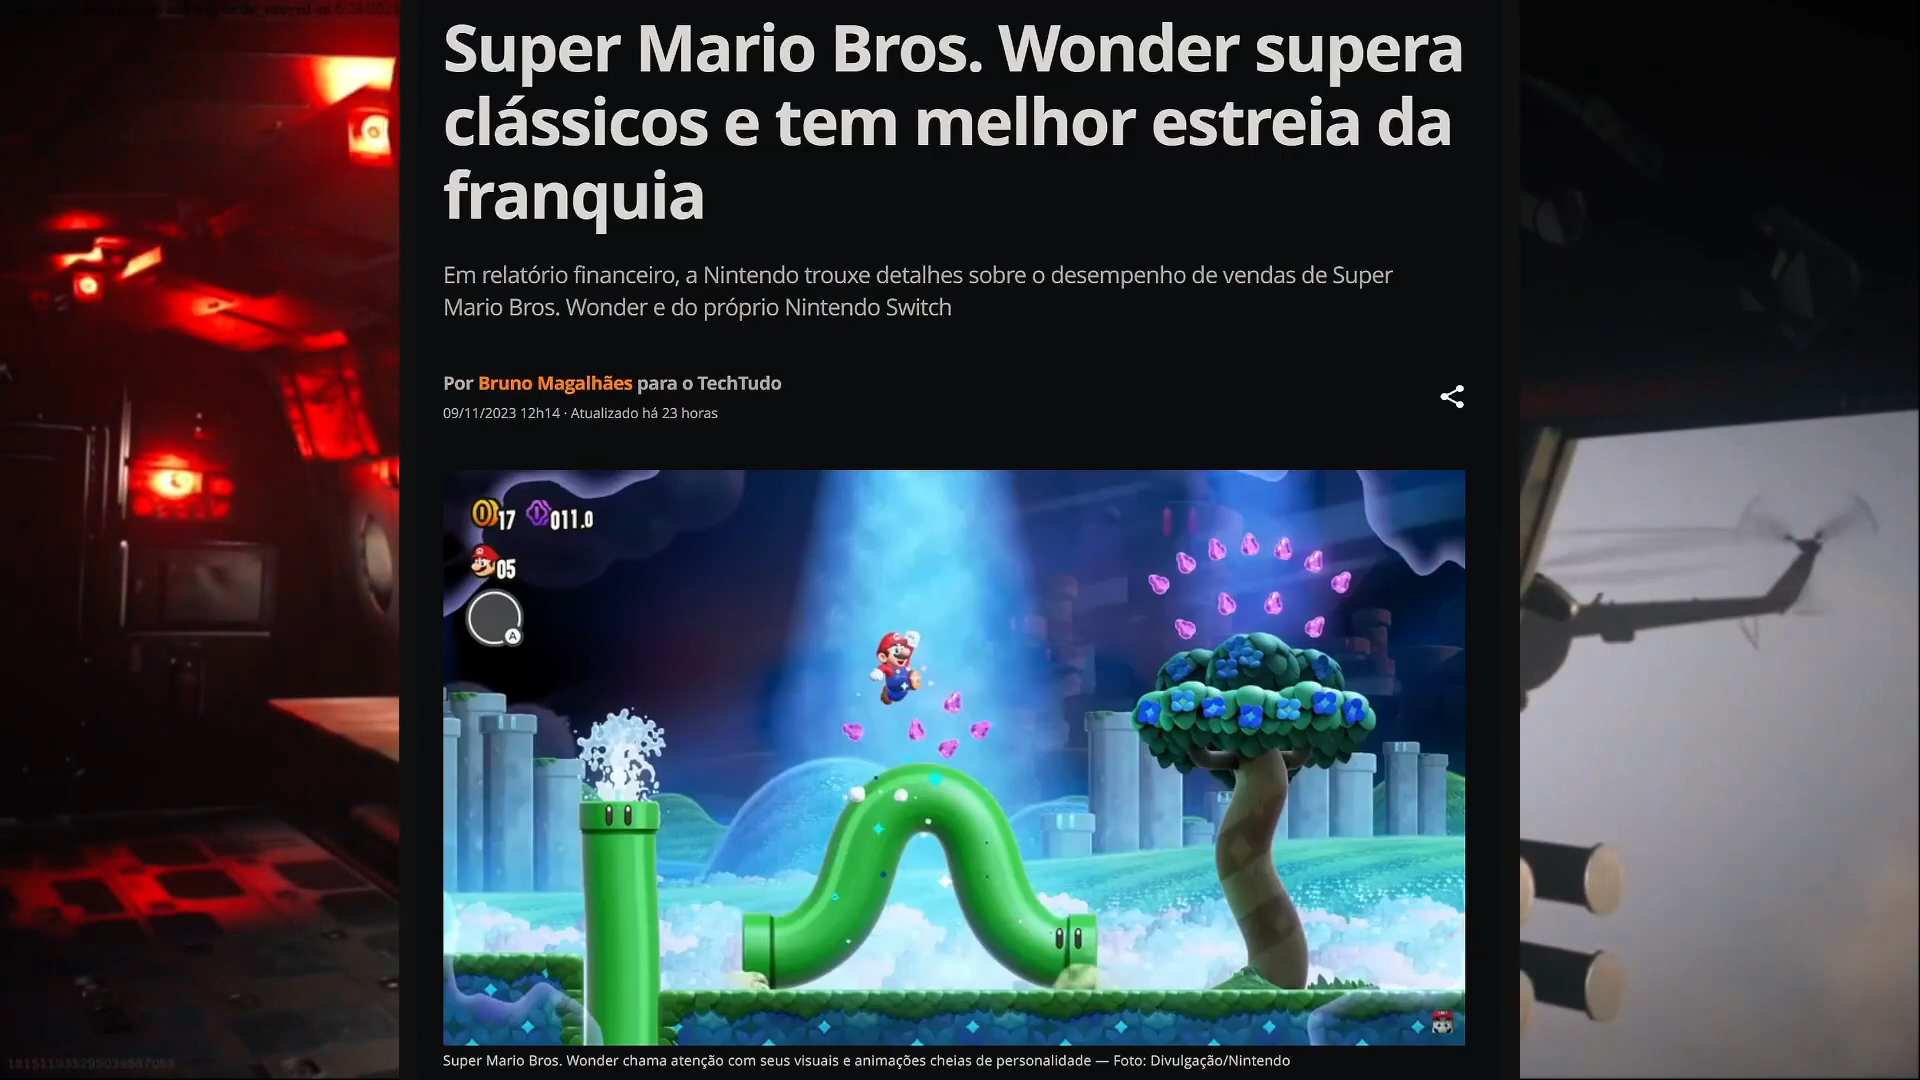 Super Mario Bros. Wonder supera
clássicos e tem melhor estreia da
franquia
Em relatório financeiro, a Nintendo trouxe detalhes sobre o desempenho de vendas de Super
Mario Bros. Wonder e do próprio Nintendo Switch
Por Bruno Magalhães para o TechTudo
09/11/2023 12h14 · Atualizado há 23 horas
17 011.0
05
A
Super Mario Bros. Wonder chama atenção com seus visuais e animações cheias de personalidade — Foto: Divulgação/Nintendo